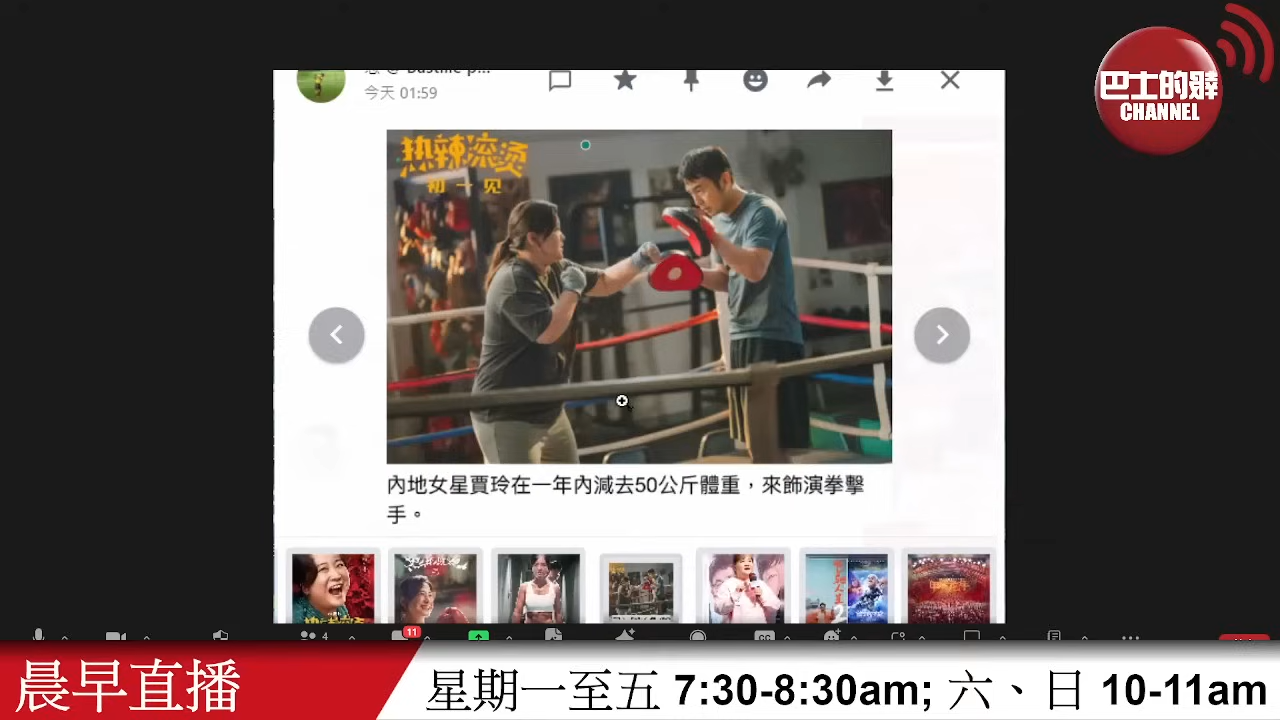 今天 01:59
巴士的報
CHANNEL
热辣滚烫
初一见
內地女星賈玲在一年內減去50公斤體重，來飾演拳擊
手。
4
11
CC
晨早直播
星期一至五 7:30-8:30am; 六、日 10-11am